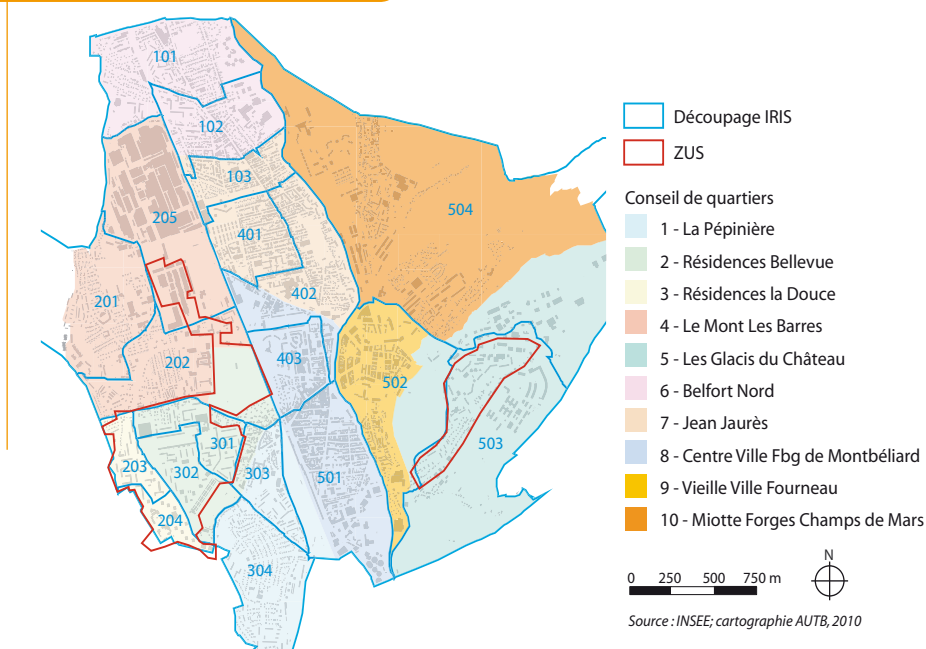 101
102
103
205
401
504
402
201
403
202
502
503
301
203
302
303
501
204
304
Découpage IRIS
ZUS
Conseil de quartiers
1 - La Pépinière
2 - Résidences Bellevue
3 - Résidences la Douce
4 - Le Mont Les Barres
5 - Les Glacis du Château
6 - Belfort Nord
7 - Jean Jaurès
8 - Centre Ville Fbg de Montbéliard
9 - Vieille Ville Fourneau
10 - Miotte Forges Champs de Mars
N
0 250 500 750 m
Source : INSEE; cartographie AUTB, 2010